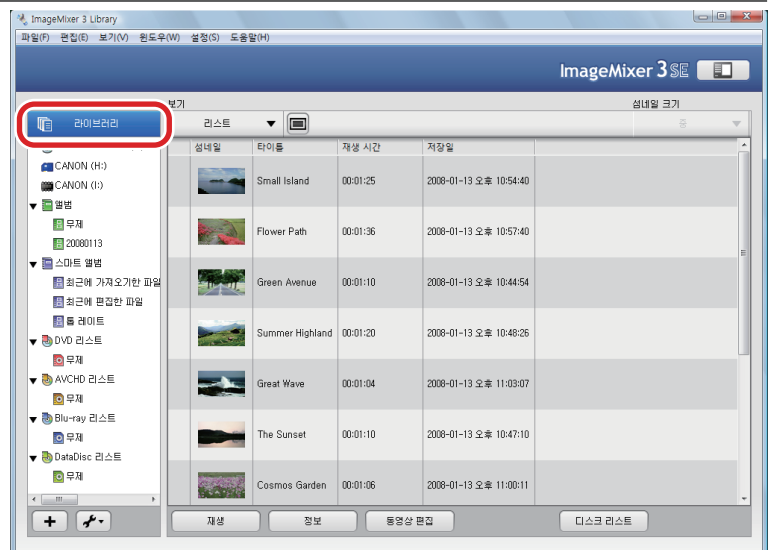 ImageMixer 3 Library
파일(F) 편집(E) 보기(V) 윈도우(W) 설정(S) 도움말(H)
ImageMixer 3 SE
보기
섬네일 크기
라이브러리
리스트
중
섬네일 타이틀 재생 시간 저장일
CANON (H:)
CANON (I:)
앨범
무제
20080113
스마트 앨범
최근에 가져오기한 파일
최근에 편집한 파일
톱 레이트
DVD 리스트
무제
AVCHD 리스트
무제
Blu-ray 리스트
무제
DataDisc 리스트
무제
Small Island 00:01:25 2008-01-13 오후 10:54:40
Flower Path 00:01:36 2008-01-13 오후 10:57:40
Green Avenue 00:01:10 2008-01-13 오후 10:44:54
Summer Highland 00:01:20 2008-01-13 오후 10:48:26
Great Wave 00:01:04 2008-01-13 오후 11:03:07
The Sunset 00:01:10 2008-01-13 오후 10:47:10
Cosmos Garden 00:01:06 2008-01-13 오후 11:00:11
재생 정보 동영상 편집 디스크 리스트